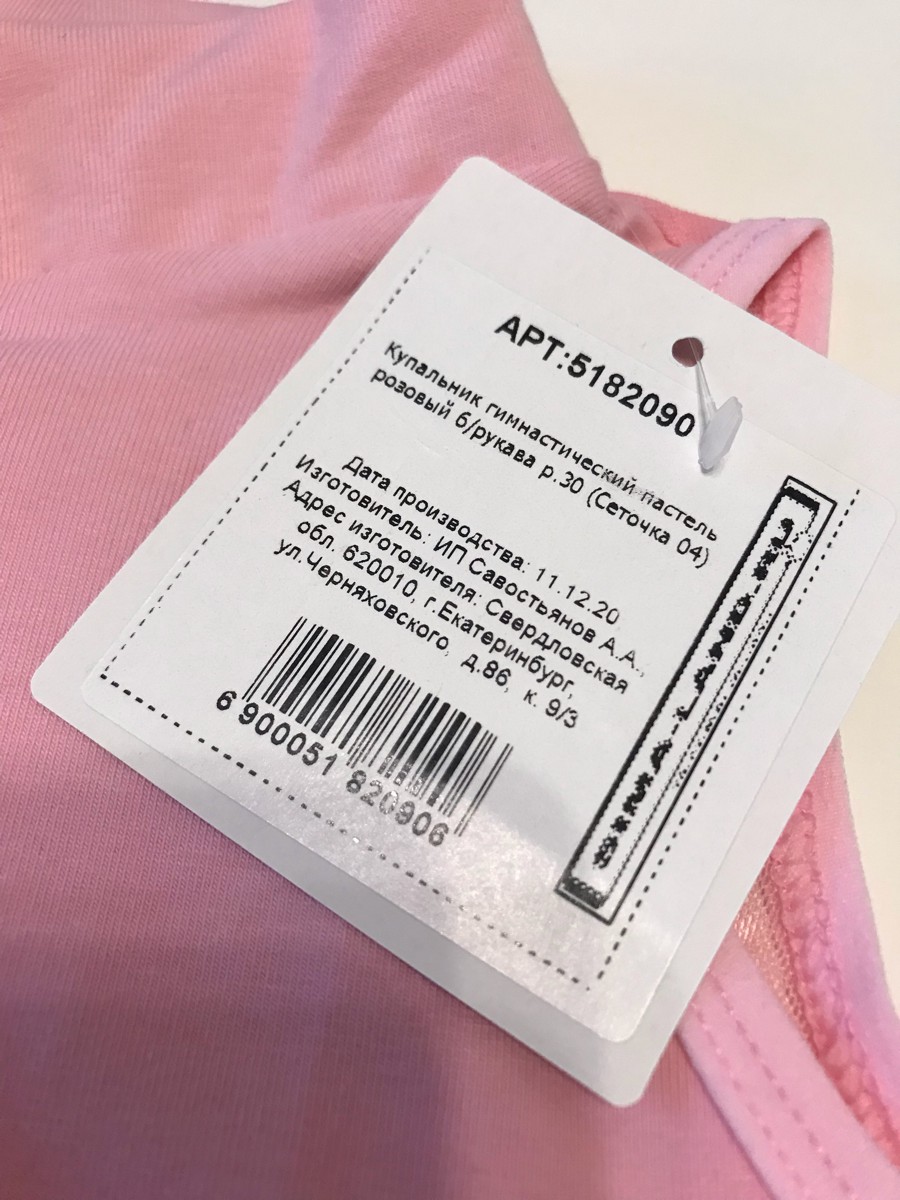 АРТ:5182090
Купальник гимнастический пастель
розовый б/рукава р.30 (Сеточка 04)
Дата производства: 11.12.20
Изготовитель: ИП Савостьянов А.А.,
Адрес изготовителя: Свердловская
обл. 620010, г.Екатеринбург,
ул.Черняховского, д.86, к. 9/3
6 900051 820906